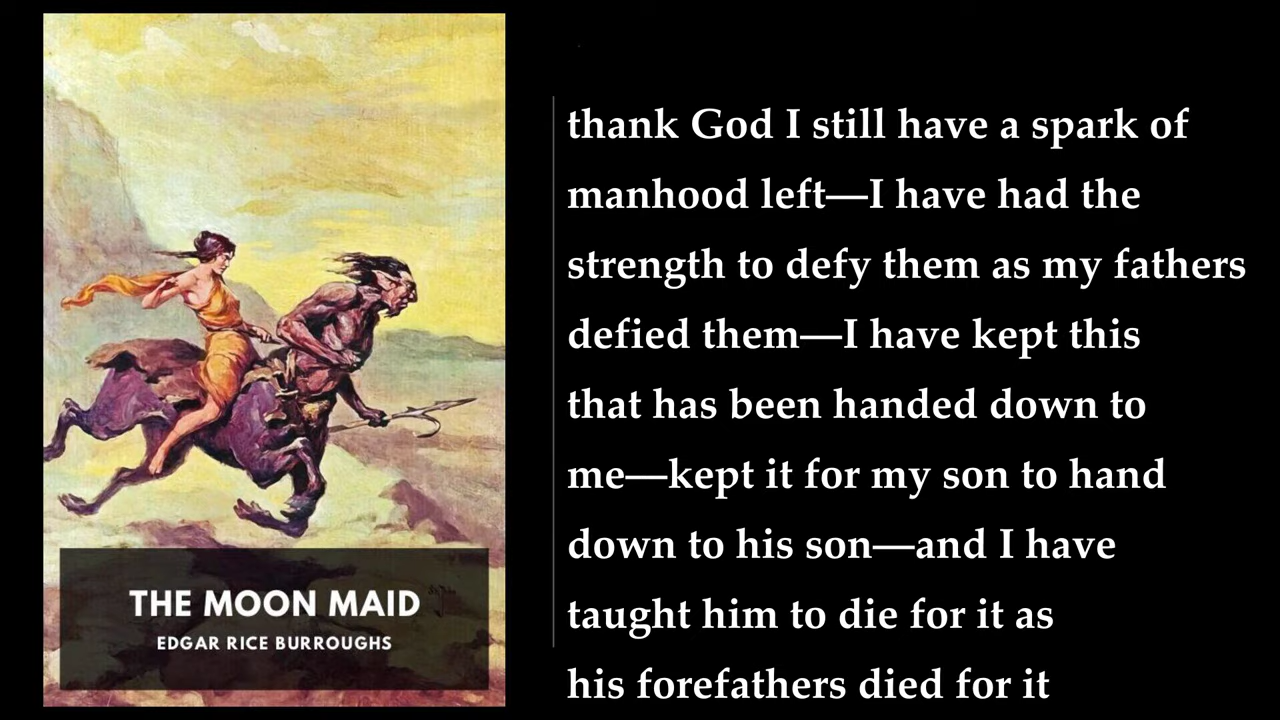 THE MOON MAID
EDGAR RICE BURROUGHS
thank God I still have a spark of
manhood left—I have had the
strength to defy them as my fathers
defied them—I have kept this
that has been handed down to
me—kept it for my son to hand
down to his son—and I have
taught him to die for it as
his forefathers died for it